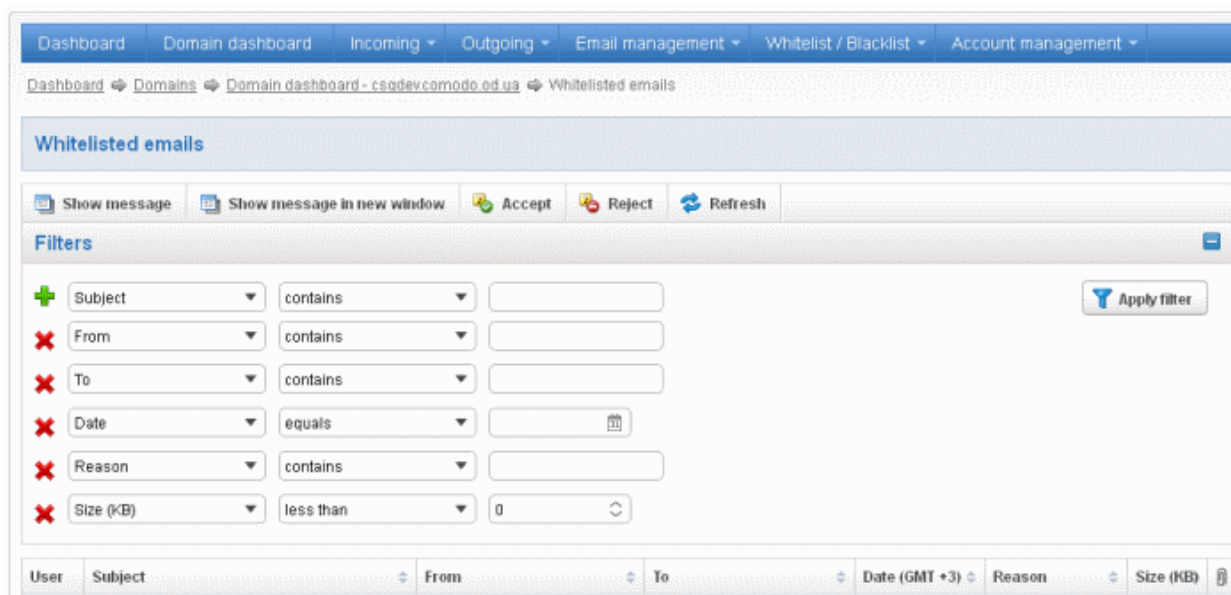 Dashboard Domain dashboard Incoming Outgoing Email management Whitelist / Blacklist Account management
Dashboard Domains Domain dashboard - csgdev.comodo.od.ua Whitelisted emails
Whitelisted emails
Show message Show message in new window Accept Reject Refresh
Filters
Subject contains Apply filter
From contains
To contains
Date equals 31
Reason contains
Size (KB) less than 0
User Subject From To Date (GMT +3) Reason Size (KB)